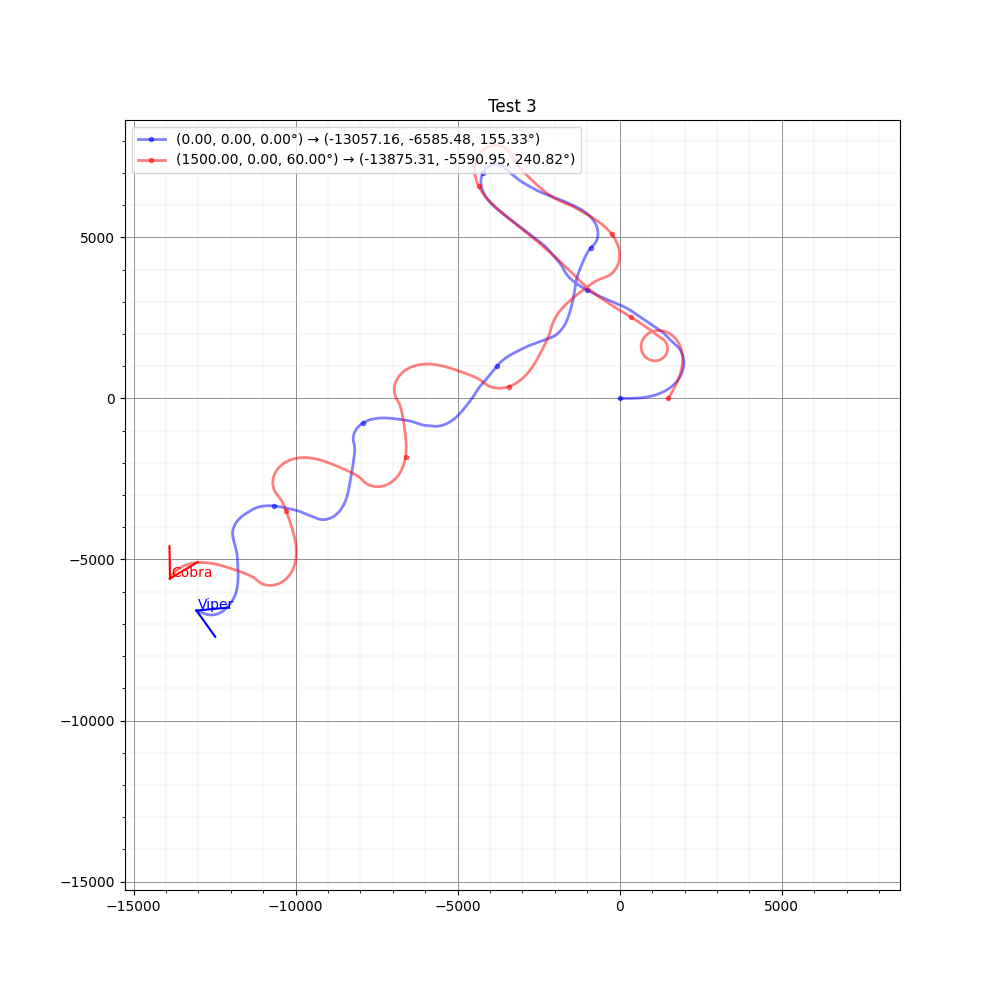 Test 3
(0.00, 0.00, 0.00°) → (-13057.16, -6585.48, 155.33°)
(1500.00, 0.00, 60.00°) → (-13875.31, -5590.95, 240.82°)
5000
0
−5000
−10000
−15000
Cobra
Viper
−15000 −10000 −5000 0 5000